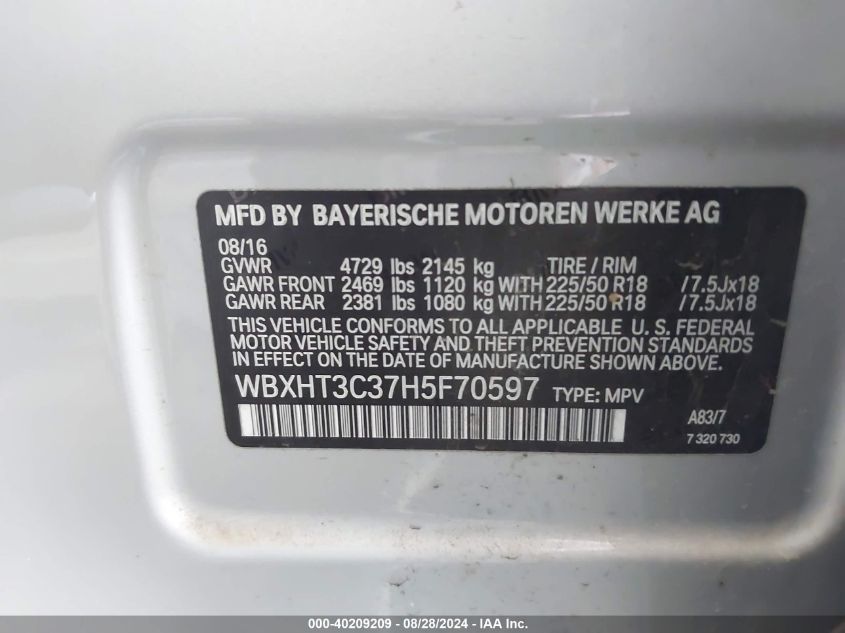 MFD BY BAYERISCHE MOTOREN WERKE AG
08/16
GVWR 4729 lbs 2145 kg TIRE / RIM
GAWR FRONT 2469 lbs 1120 kg WITH 225/50 R18 /7.5Jx18
GAWR REAR 2381 lbs 1080 kg WITH 225/50 R18 /7.5Jx18
THIS VEHICLE CONFORMS TO ALL APPLICABLE U. S. FEDERAL
MOTOR VEHICLE SAFETY AND THEFT PREVENTION STANDARDS
IN EFFECT ON THE DATE OF MANUFACTURE SHOWN ABOVE.
WBXHT3C37H5F70597 TYPE: MPV
A83/7
7 320 730
000-40209209 - 08/28/2024 - IAA Inc.